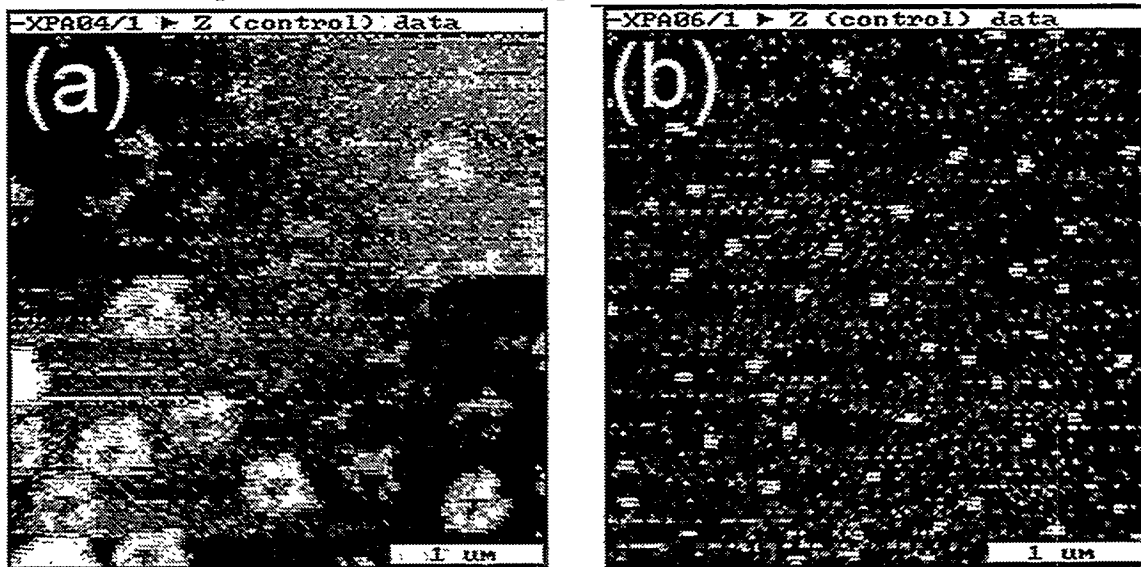 -XPA04/1 ► Z (control) data
(a)
1 um
-XPA06/1 ► Z (control) data
(b)
1 um